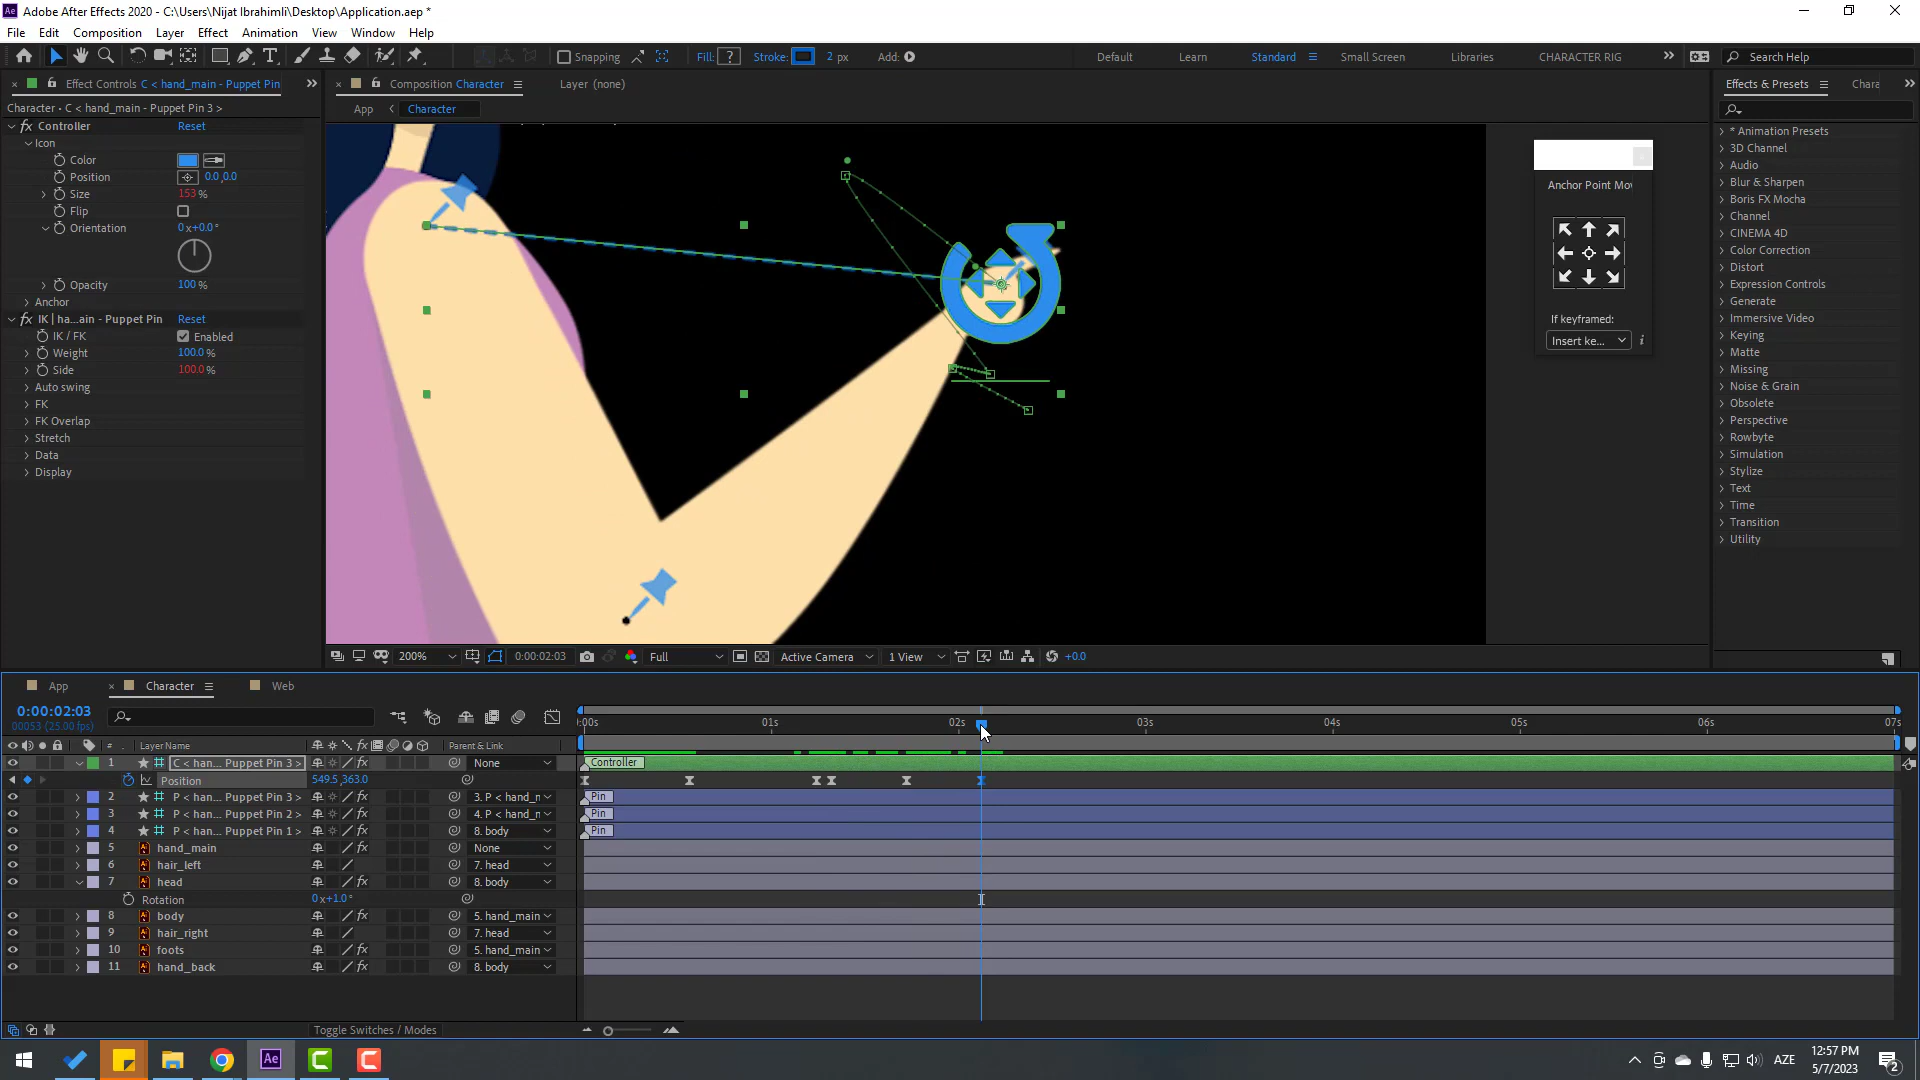 Adobe After Effects 2020 - C:\Users\Nijat Ibrahimli\Desktop\Application.aep *
File Edit Composition Layer Effect Animation View Window Help
Snapping Fill: ? Stroke: 2 px Add: Default Learn Standard Small Screen Libraries CHARACTER RIG Search Help
Effect Controls C < hand_main - Puppet Pin
Composition Character Layer (none)
Effects & Presets Chara
Character • C < hand_main - Puppet Pin 3 >
App Character
fx Controller Reset
Icon
Color
Position 0.0,0.0
Size 153 %
Flip
Orientation 0x+0.0°
Opacity 100 %
Anchor
fx IK | ha...ain - Puppet Pin Reset
IK / FK Enabled
Weight 100.0 %
Side 100.0 %
Auto swing
FK
FK Overlap
Stretch
Data
Display
Anchor Point Mov
If keyframed:
Insert ke...
* Animation Presets
3D Channel
Audio
Blur & Sharpen
Boris FX Mocha
Channel
CINEMA 4D
Color Correction
Distort
Expression Controls
Generate
Immersive Video
Keying
Matte
Missing
Noise & Grain
Obsolete
Perspective
Rowbyte
Simulation
Stylize
Text
Time
Transition
Utility
200% 0:00:02:03 Full Active Camera 1 View +0.0
App Character Web
0:00:02:03
00053 (25.00 fps)
:00s 01s 02s 03s 04s 05s 06s 07s
# Layer Name Parent & Link
1 C < han... Puppet Pin 3 > None Controller
Position 549.5,363.0
2 P < han... Puppet Pin 3 > 3. P < hand_n Pin
3 P < han... Puppet Pin 2 > 4. P < hand_n Pin
4 P < han... Puppet Pin 1 > 8. body Pin
5 hand_main None
6 hair_left 7. head
7 head 8. body
Rotation 0x+1.0°
8 body 5. hand_main
9 hair_right 7. head
10 foots 5. hand_main
11 hand_back 8. body
Toggle Switches / Modes
AZE 12:57 PM
5/7/2023
2